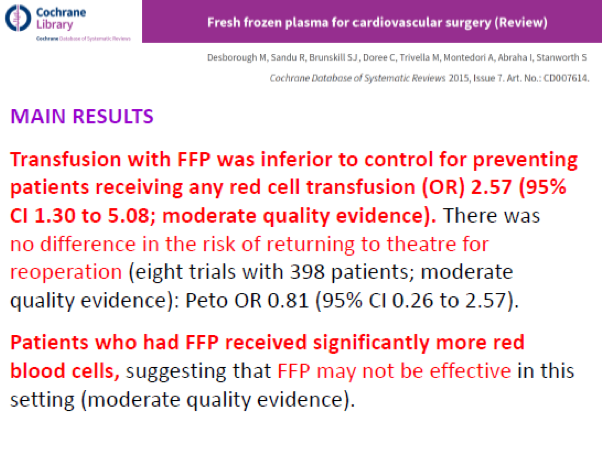 Cochrane
Library
Cochrane Database of Systematic Reviews
Fresh frozen plasma for cardiovascular surgery (Review)
Desborough M, Sandu R, Brunskill SJ, Doree C, Trivella M, Montedori A, Abraha I, Stanworth S
Cochrane Database of Systematic Reviews 2015, Issue 7. Art. No.: CD007614.
MAIN RESULTS
Transfusion with FFP was inferior to control for preventing
patients receiving any red cell transfusion (OR) 2.57 (95%
CI 1.30 to 5.08; moderate quality evidence). There was
no difference in the risk of returning to theatre for
reoperation (eight trials with 398 patients; moderate
quality evidence): Peto OR 0.81 (95% CI 0.26 to 2.57).
Patients who had FFP received significantly more red
blood cells, suggesting that FFP may not be effective in this
setting (moderate quality evidence).